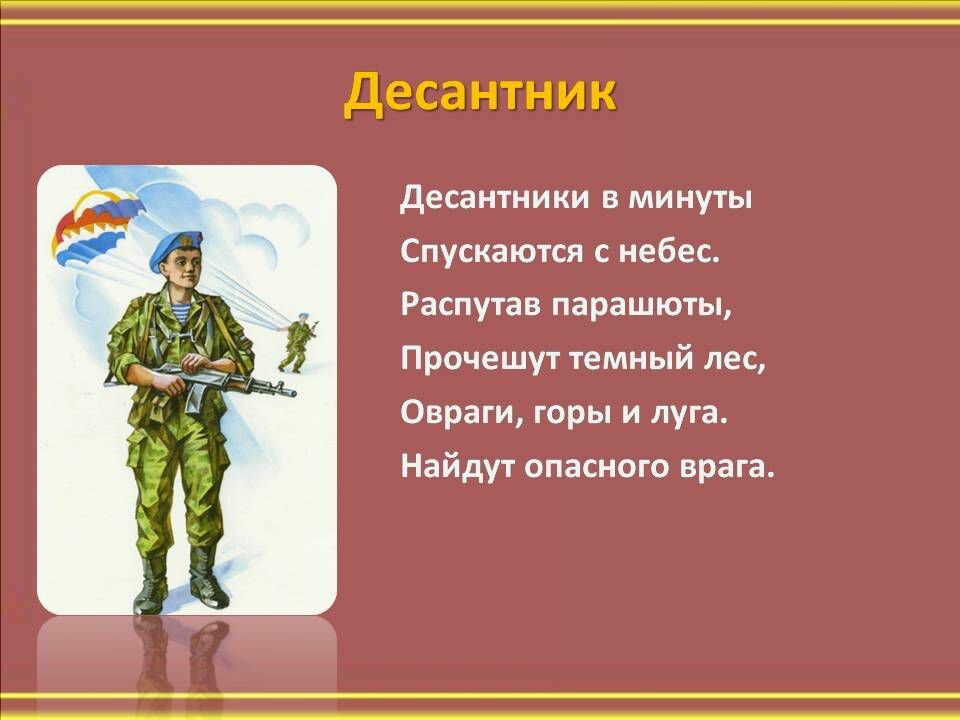 Десантник
Десантники в минуты
Спускаются с небес.
Распутав парашюты,
Прочешут темный лес,
Овраги, горы и луга.
Найдут опасного врага.